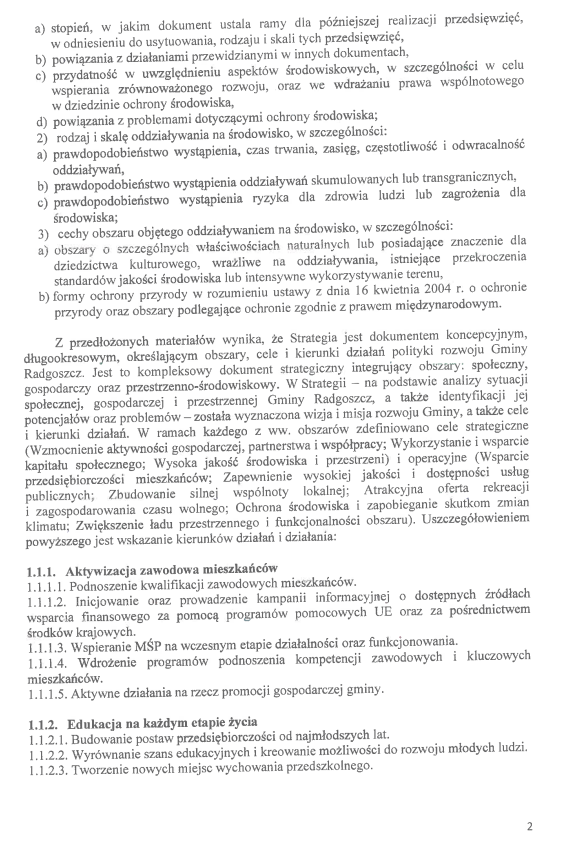 a) stopień, w jakim dokument ustala ramy dla późniejszej realizacji przedsięwzięć,
w odniesieniu do usytuowania, rodzaju i skali tych przedsięwzięć,
b) powiązania z działaniami przewidzianymi w innych dokumentach,
c) przydatność w uwzględnieniu aspektów środowiskowych, w szczególności w celu
wspierania zrównoważonego rozwoju, oraz we wdrażaniu prawa wspólnotowego
w dziedzinie ochrony środowiska,
d) powiązania z problemami dotyczącymi ochrony środowiska;
2) rodzaj i skalę oddziaływania na środowisko, w szczególności:
a) prawdopodobieństwo wystąpienia, czas trwania, zasięg, częstotliwość i odwracalność
oddziaływań,
b) prawdopodobieństwo wystąpienia oddziaływań skumulowanych lub transgranicznych,
c) prawdopodobieństwo wystąpienia ryzyka dla zdrowia ludzi lub zagrożenia dla
środowiska;
3) cechy obszaru objętego oddziaływaniem na środowisko, w szczególności:
a) obszary o szczególnych właściwościach naturalnych lub posiadające znaczenie dla
dziedzictwa kulturowego, wrażliwe na oddziaływania, istniejące przekroczenia
standardów jakości środowiska lub intensywne wykorzystywanie terenu,
b) formy ochrony przyrody w rozumieniu ustawy z dnia 16 kwietnia 2004 r. o ochronie
przyrody oraz obszary podlegające ochronie zgodnie z prawem międzynarodowym.
Z przedłożonych materiałów wynika, że Strategia jest dokumentem koncepcyjnym,
długookresowym, określającym obszary, cele i kierunki działań polityki rozwoju Gminy
Radgoszcz. Jest to kompleksowy dokument strategiczny integrujący obszary: społeczny,
gospodarczy oraz przestrzenno-środowiskowy. W Strategii – na podstawie analizy sytuacji
społecznej, gospodarczej i przestrzennej Gminy Radgoszcz, a także identyfikacji jej
potencjałów oraz problemów – została wyznaczona wizja i misja rozwoju Gminy, a także cele
i kierunki działań. W ramach każdego z ww. obszarów zdefiniowano cele strategiczne
(Wzmocnienie aktywności gospodarczej, partnerstwa i współpracy; Wykorzystanie i wsparcie
kapitału społecznego; Wysoka jakość środowiska i przestrzeni) i operacyjne (Wsparcie
przedsiębiorczości mieszkańców; Zapewnienie wysokiej jakości i dostępności usług
publicznych; Zbudowanie silnej wspólnoty lokalnej; Atrakcyjna oferta rekreacji
i zagospodarowania czasu wolnego; Ochrona środowiska i zapobieganie skutkom zmian
klimatu; Zwiększenie ładu przestrzennego i funkcjonalności obszaru). Uszczegółowieniem
powyższego jest wskazanie kierunków działań i działania:
1.1.1. Aktywizacja zawodowa mieszkańców
1.1.1.1. Podnoszenie kwalifikacji zawodowych mieszkańców.
1.1.1.2. Inicjowanie oraz prowadzenie kampanii informacyjnej o dostępnych źródłach
wsparcia finansowego za pomocą programów pomocowych UE oraz za pośrednictwem
środków krajowych.
1.1.1.3. Wspieranie MŚP na wczesnym etapie działalności oraz funkcjonowania.
1.1.1.4. Wdrożenie programów podnoszenia kompetencji zawodowych i kluczowych
mieszkańców.
1.1.1.5. Aktywne działania na rzecz promocji gospodarczej gminy.
1.1.2. Edukacja na każdym etapie życia
1.1.2.1. Budowanie postaw przedsiębiorczości od najmłodszych lat.
1.1.2.2. Wyrównanie szans edukacyjnych i kreowanie możliwości do rozwoju młodych ludzi.
1.1.2.3. Tworzenie nowych miejsc wychowania przedszkolnego.
2